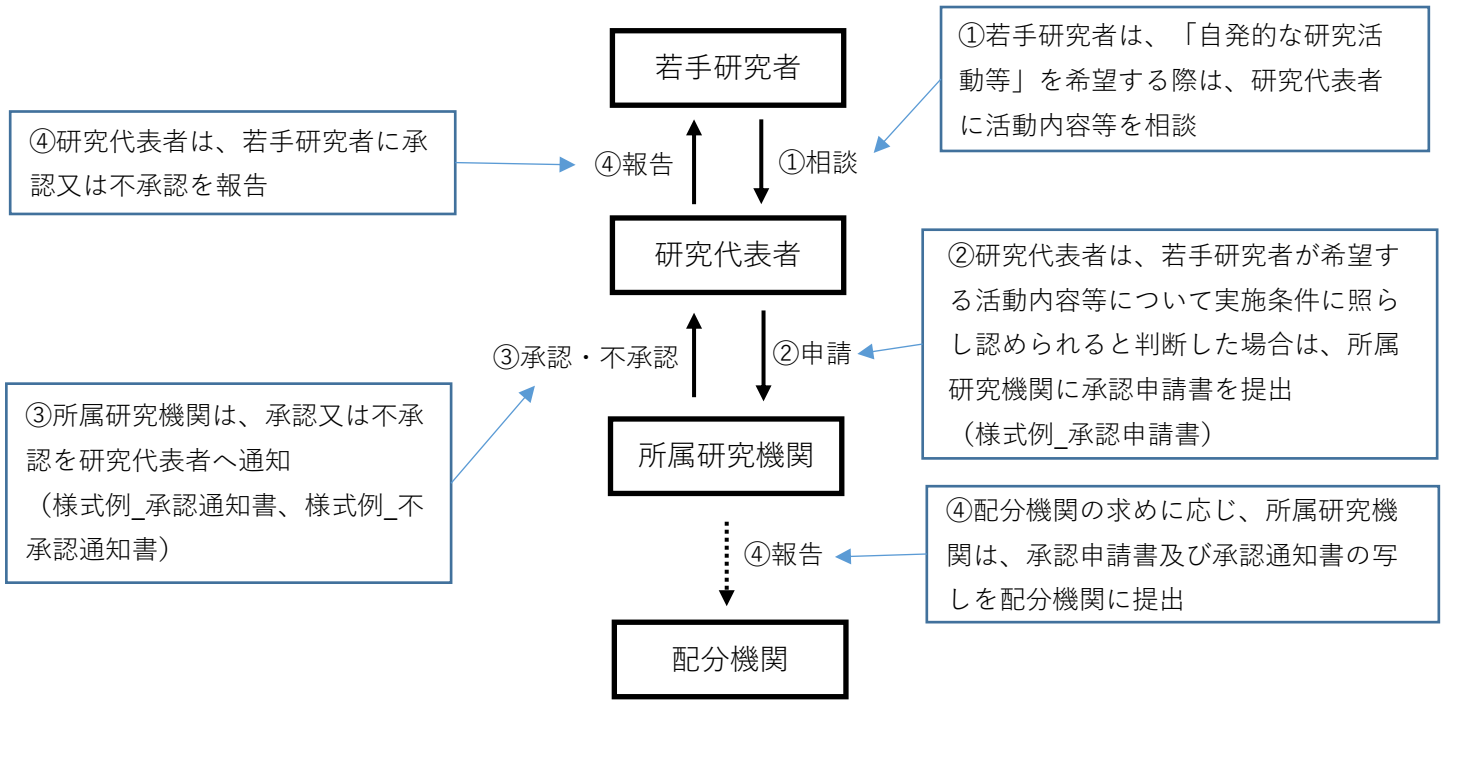 若手研究者
①若手研究者は、「自発的な研究活
動等」を希望する際は、研究代表者
に活動内容等を相談
④研究代表者は、若手研究者に承
認又は不承認を報告
④報告
①相談
研究代表者
②研究代表者は、若手研究者が希望す
る活動内容等について実施条件に照ら
し認められると判断した場合は、所属
研究機関に承認申請書を提出
（様式例_承認申請書）
③承認・不承認
②申請
③所属研究機関は、承認又は不承
認を研究代表者へ通知
（様式例_承認通知書、様式例_不
承認通知書）
所属研究機関
④配分機関の求めに応じ、所属研究機
関は、承認申請書及び承認通知書の写
しを配分機関に提出
④報告
配分機関